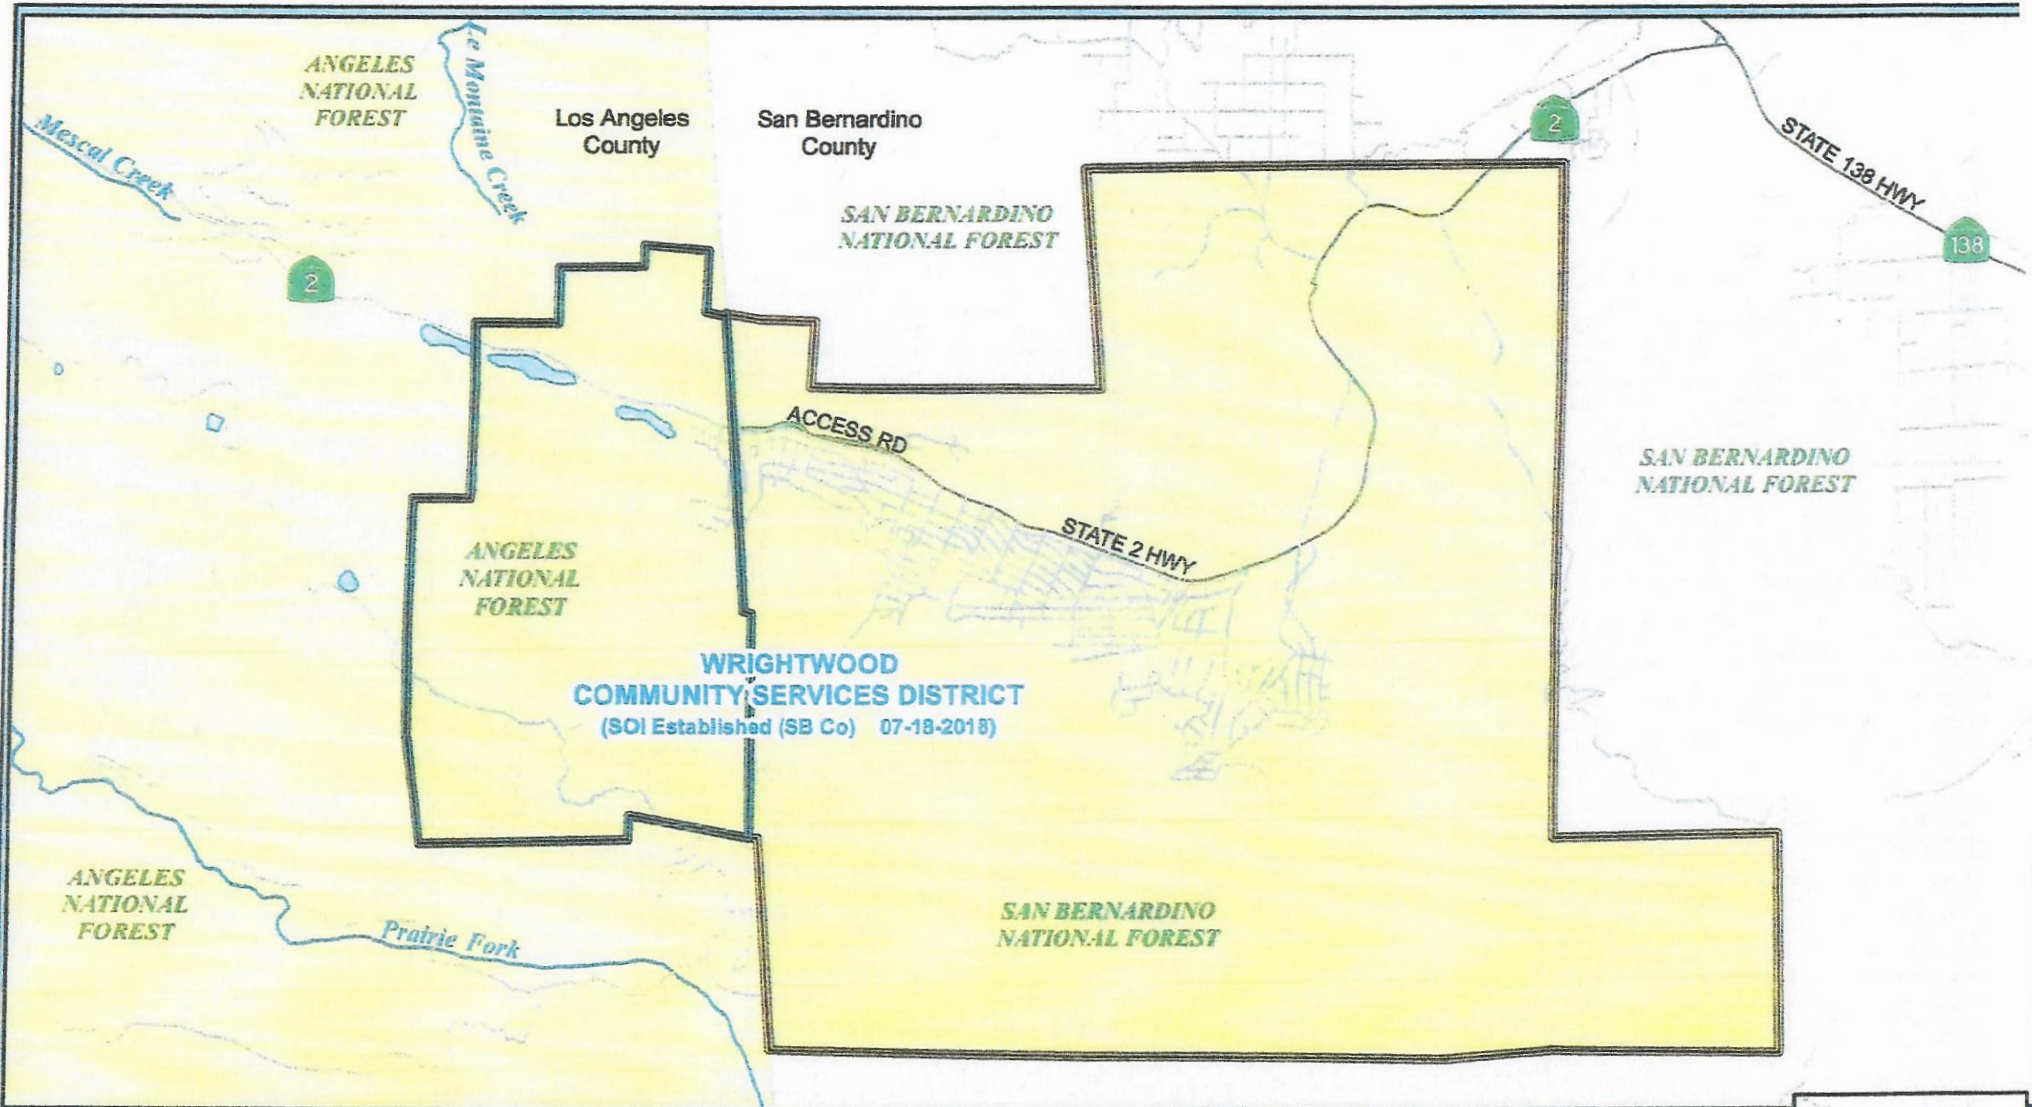 ANGELES
NATIONAL
FOREST
Le Montaine Creek
Los Angeles
County
San Bernardino
County
Mescal Creek
2
STATE 138 HWY
138
SAN BERNARDINO
NATIONAL FOREST
2
ACCESS RD
STATE 2 HWY
SAN BERNARDINO
NATIONAL FOREST
ANGELES
NATIONAL
FOREST
WRIGHTWOOD
COMMUNITY SERVICES DISTRICT
(SOI Established (SB Co) 07-18-2018)
ANGELES
NATIONAL
FOREST
Prairie Fork
SAN BERNARDINO
NATIONAL FOREST